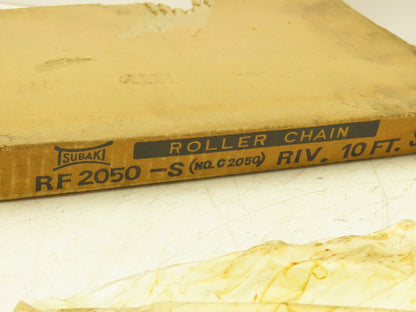 TSUBAKI
ROLLER CHAIN
RF 2050 -S (NO. C 2050) RIV. 10 FT.